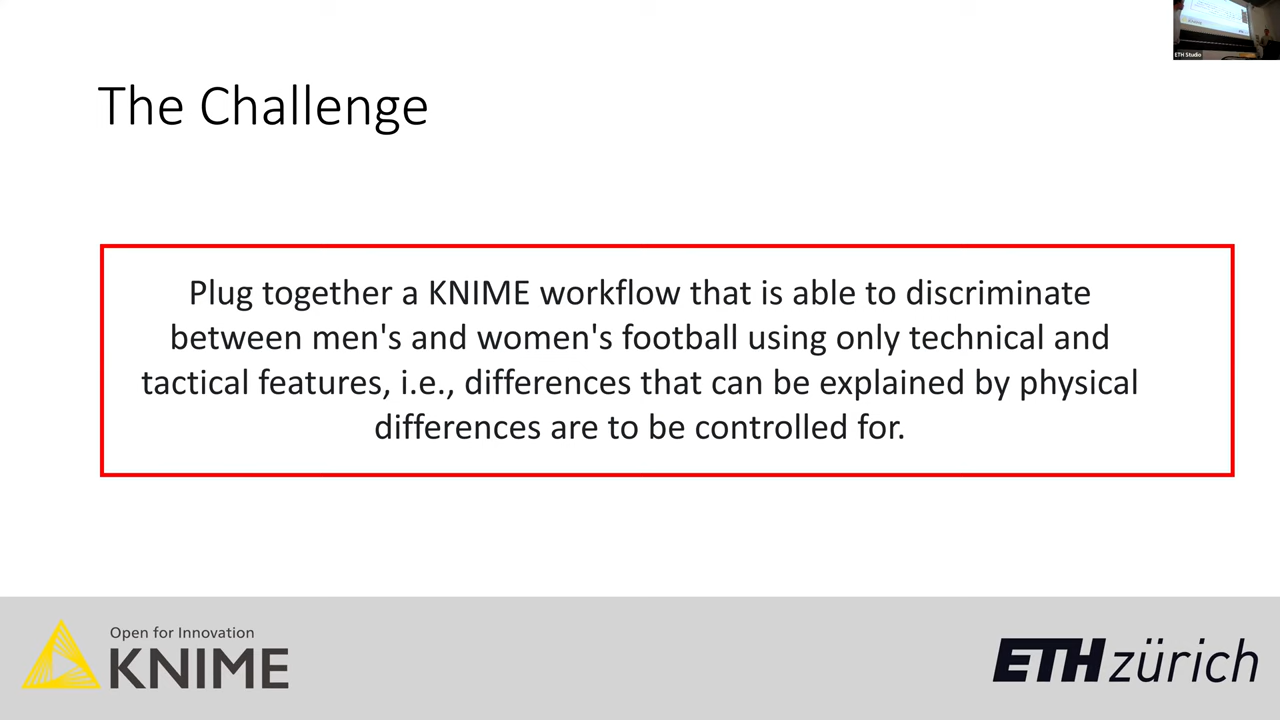 ETH Studio
The Challenge
Plug together a KNIME workflow that is able to discriminate
between men's and women's football using only technical and
tactical features, i.e., differences that can be explained by physical
differences are to be controlled for.
Open for Innovation
KNIME
ETH zürich